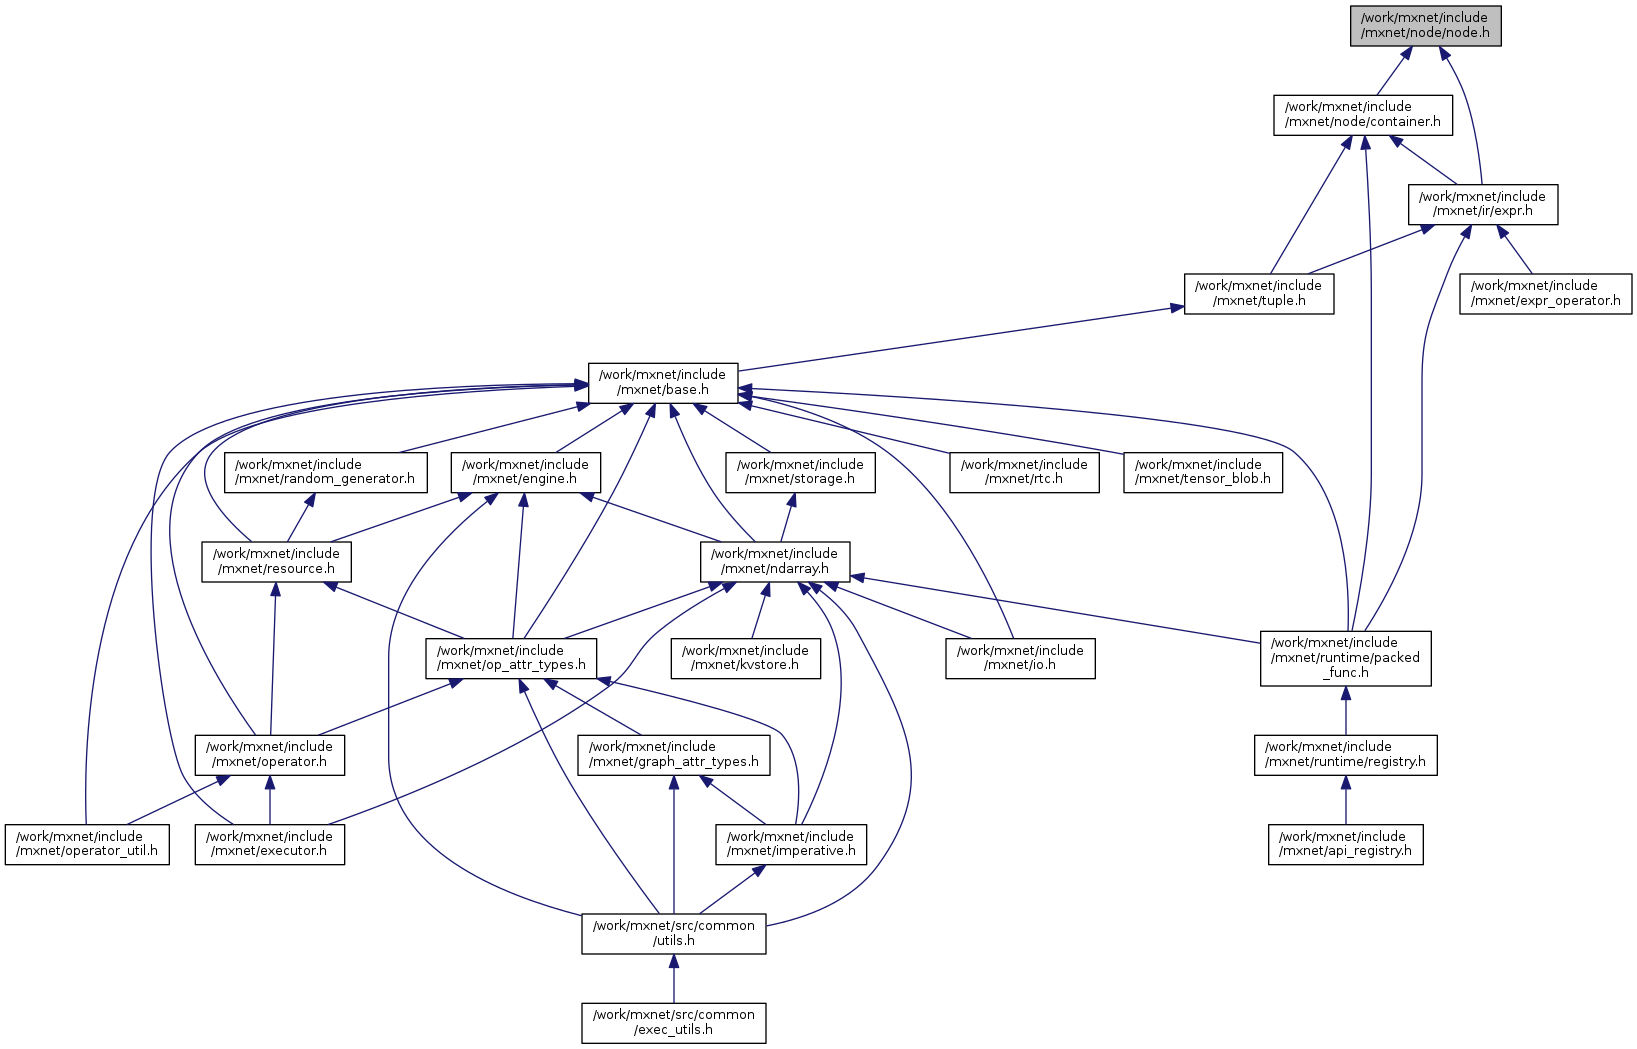 /work/mxnet/include
/mxnet/node/node.h
/work/mxnet/include
/mxnet/node/container.h
/work/mxnet/include
/mxnet/ir/expr.h
/work/mxnet/include
/mxnet/tuple.h
/work/mxnet/include
/mxnet/expr_operator.h
/work/mxnet/include
/mxnet/base.h
/work/mxnet/include
/mxnet/random_generator.h
/work/mxnet/include
/mxnet/engine.h
/work/mxnet/include
/mxnet/storage.h
/work/mxnet/include
/mxnet/rtc.h
/work/mxnet/include
/mxnet/tensor_blob.h
/work/mxnet/include
/mxnet/resource.h
/work/mxnet/include
/mxnet/ndarray.h
/work/mxnet/include
/mxnet/op_attr_types.h
/work/mxnet/include
/mxnet/kvstore.h
/work/mxnet/include
/mxnet/io.h
/work/mxnet/include
/mxnet/runtime/packed
_func.h
/work/mxnet/include
/mxnet/operator.h
/work/mxnet/include
/mxnet/graph_attr_types.h
/work/mxnet/include
/mxnet/runtime/registry.h
/work/mxnet/include
/mxnet/operator_util.h
/work/mxnet/include
/mxnet/executor.h
/work/mxnet/include
/mxnet/imperative.h
/work/mxnet/include
/mxnet/api_registry.h
/work/mxnet/src/common
/utils.h
/work/mxnet/src/common
/exec_utils.h